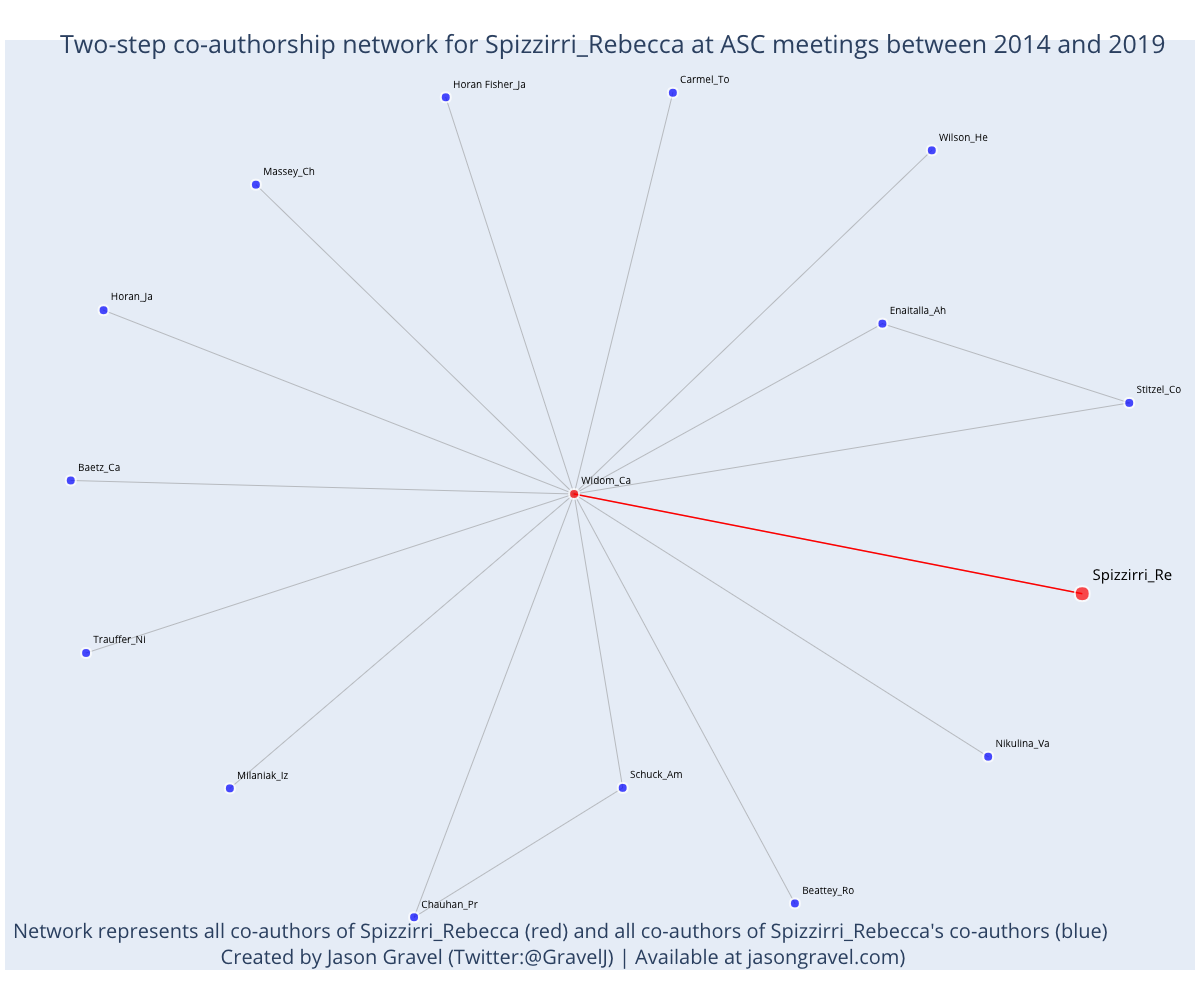 Two-step co-authorship network for Spizzirri_Rebecca at ASC meetings between 2014 and 2019
Carmel_To
Horan Fisher_Ja
Wilson_He
Massey_Ch
Horan_Ja
Enaitalla_Ah
Stitzel_Co
Baetz_Ca
Widom_Ca
Spizzirri_Re
Trauffer_Ni
Nikulina_Va
Milaniak_Iz
Schuck_Am
Beattey_Ro
Chauhan_Pr
Network represents all co-authors of Spizzirri_Rebecca (red) and all co-authors of Spizzirri_Rebecca's co-authors (blue)
Created by Jason Gravel (Twitter:@GravelJ) | Available at jasongravel.com)